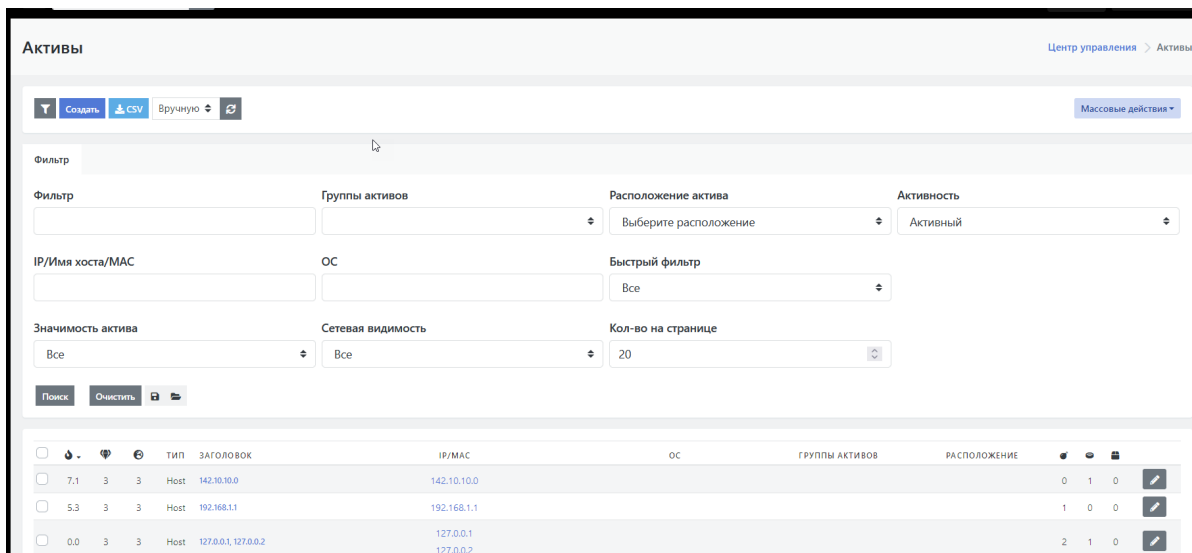 Активы
Центр управления > Активы
Создать CSV Вручную Массовые действия
Фильтр
Фильтр Группы активов Расположение актива Активность
Выберите расположение Активный
IP/Имя хоста/MAC ОС Быстрый фильтр
Все
Значимость актива Сетевая видимость Кол-во на странице
Все Все 20
Поиск Очистить
ТИП ЗАГОЛОВОК IP/MAC ОС ГРУППЫ АКТИВОВ РАСПОЛОЖЕНИЕ
7.1 3 3 Host 142.10.10.0 142.10.10.0 0 1 0
5.3 3 3 Host 192.168.1.1 192.168.1.1 1 0 0
0.0 3 3 Host 127.0.0.1, 127.0.0.2 127.0.0.1 2 1 0
127.0.0.2